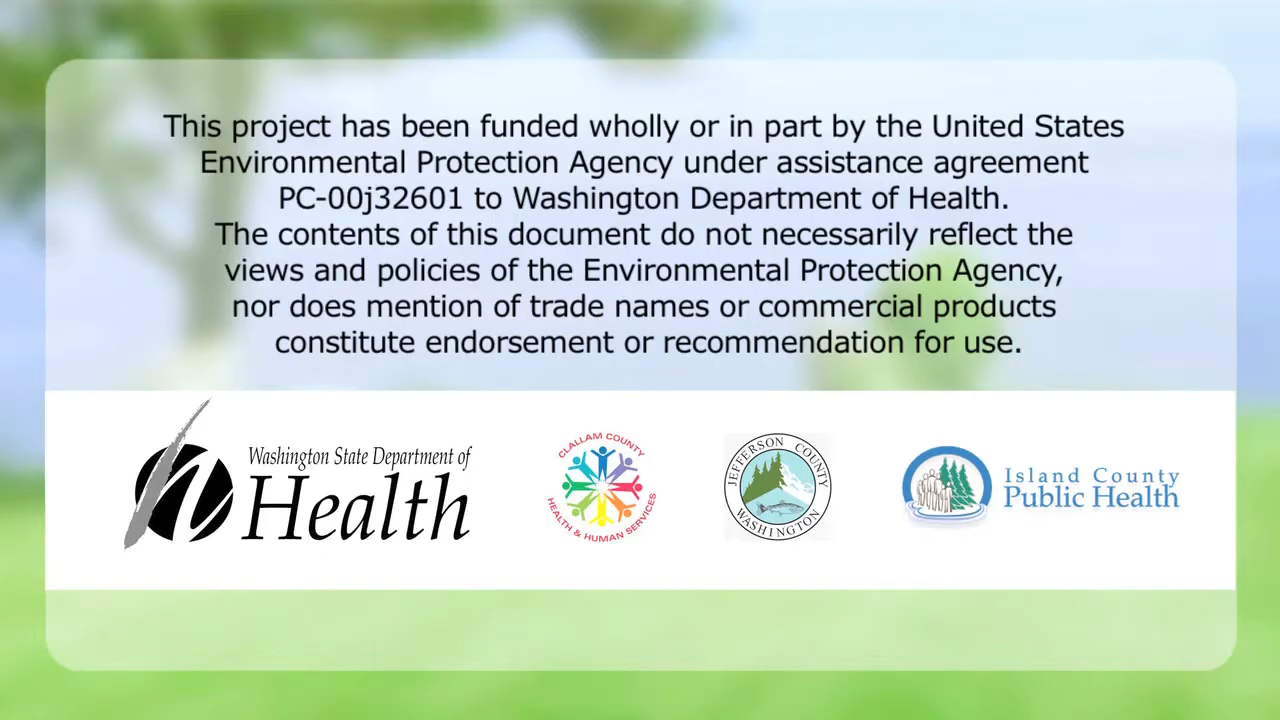 This project has been funded wholly or in part by the United States
Environmental Protection Agency under assistance agreement
PC-00j32601 to Washington Department of Health.
The contents of this document do not necessarily reflect the
views and policies of the Environmental Protection Agency,
nor does mention of trade names or commercial products
constitute endorsement or recommendation for use.
Washington State Department of
Health
CLALLAM COUNTY
HEALTH & HUMAN SERVICES
JEFFERSON COUNTY
WASHINGTON
Island County
Public Health